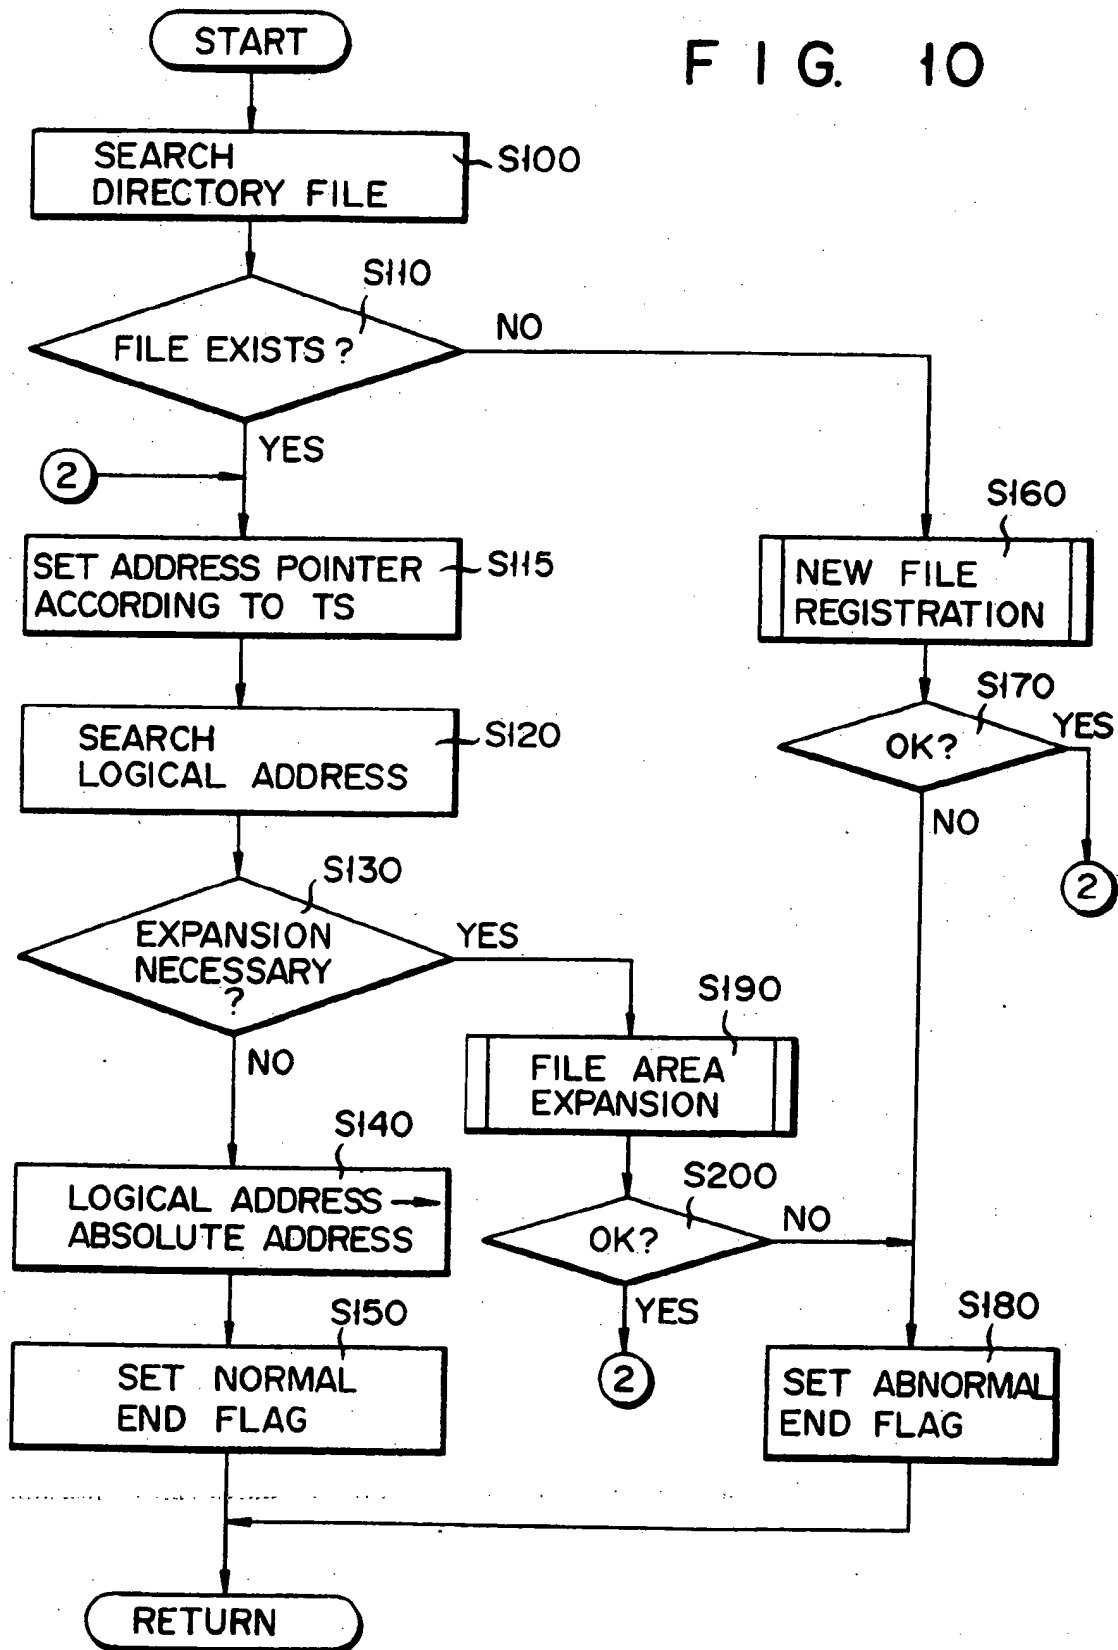 FIG. 10
START
SEARCH
DIRECTORY FILE
S100
S110
FILE EXISTS?
NO
YES
2
SET ADDRESS POINTER
ACCORDING TO TS
S115
S160
NEW FILE
REGISTRATION
SEARCH
LOGICAL ADDRESS
S120
S170
OK?
YES
NO
2
S130
EXPANSION
NECESSARY
?
YES
NO
S190
FILE AREA
EXPANSION
S140
LOGICAL ADDRESS →
ABSOLUTE ADDRESS
S200
OK?
NO
YES
2
S150
SET NORMAL
END FLAG
S180
SET ABNORMAL
END FLAG
RETURN